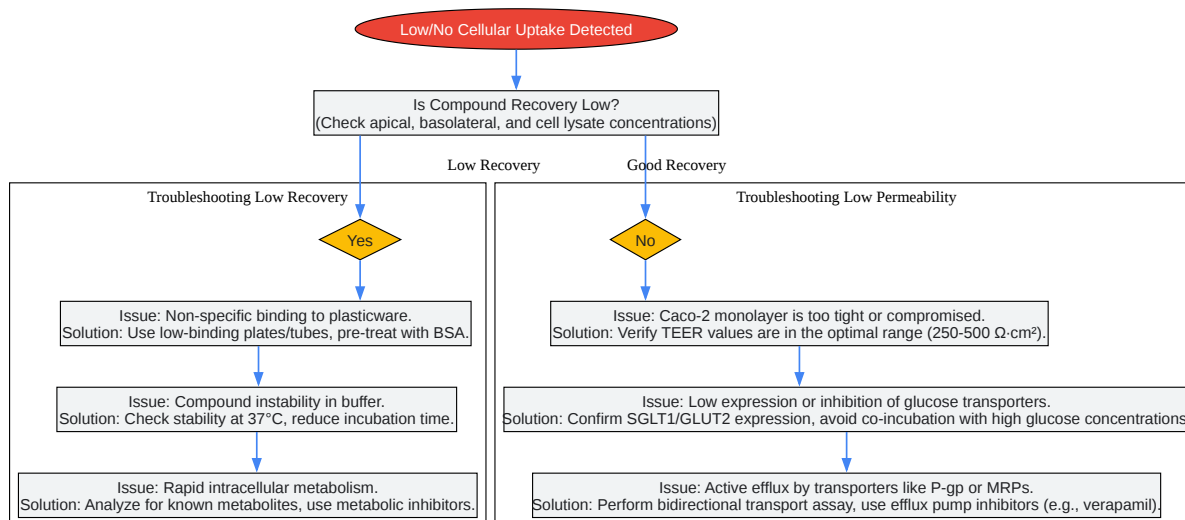 Low/No Cellular Uptake Detected
Is Compound Recovery Low?
(Check apical, basolateral, and cell lysate concentrations)
Low Recovery
Good Recovery
Troubleshooting Low Recovery
Yes
Issue: Non-specific binding to plasticware.
Solution: Use low-binding plates/tubes, pre-treat with BSA.
Issue: Compound instability in buffer.
Solution: Check stability at 37°C, reduce incubation time.
Issue: Rapid intracellular metabolism.
Solution: Analyze for known metabolites, use metabolic inhibitors.
Troubleshooting Low Permeability
No
Issue: Caco-2 monolayer is too tight or compromised.
Solution: Verify TEER values are in the optimal range (250-500 Ω·cm²).
Issue: Low expression or inhibition of glucose transporters.
Solution: Confirm SGLT1/GLUT2 expression, avoid co-incubation with high glucose concentrations
Issue: Active efflux by transporters like P-gp or MRPs.
Solution: Perform bidirectional transport assay, use efflux pump inhibitors (e.g., verapamil).